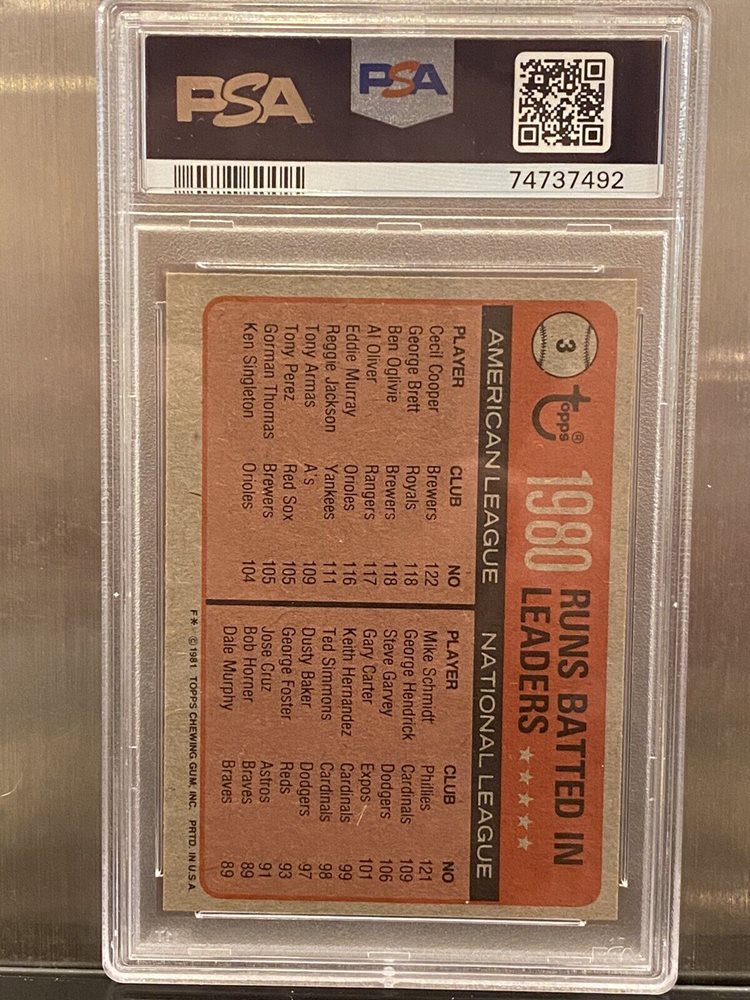 PSA PSA
74737492
3 Topps® 1980 RUNS BATTED IN
LEADERS ★★★★★
AMERICAN LEAGUE NATIONAL LEAGUE
PLAYER CLUB NO PLAYER CLUB NO
Cecil Cooper Brewers 122 Mike Schmidt Phillies 121
George Brett Royals 118 George Hendrick Cardinals 109
Ben Oglivie Brewers 118 Steve Garvey Dodgers 106
Al Oliver Rangers 117 Gary Carter Expos 101
Eddie Murray Orioles 116 Keith Hernandez Cardinals 99
Reggie Jackson Yankees 111 Ted Simmons Cardinals 98
Tony Armas A's 109 Dusty Baker Dodgers 97
Tony Perez Red Sox 105 George Foster Reds 93
Gorman Thomas Brewers 105 Jose Cruz Astros 91
Ken Singleton Orioles 104 Bob Horner Braves 89
Dale Murphy Braves 89
F* ©1981 TOPPS CHEWING GUM, INC. PRTD. IN U.S.A.